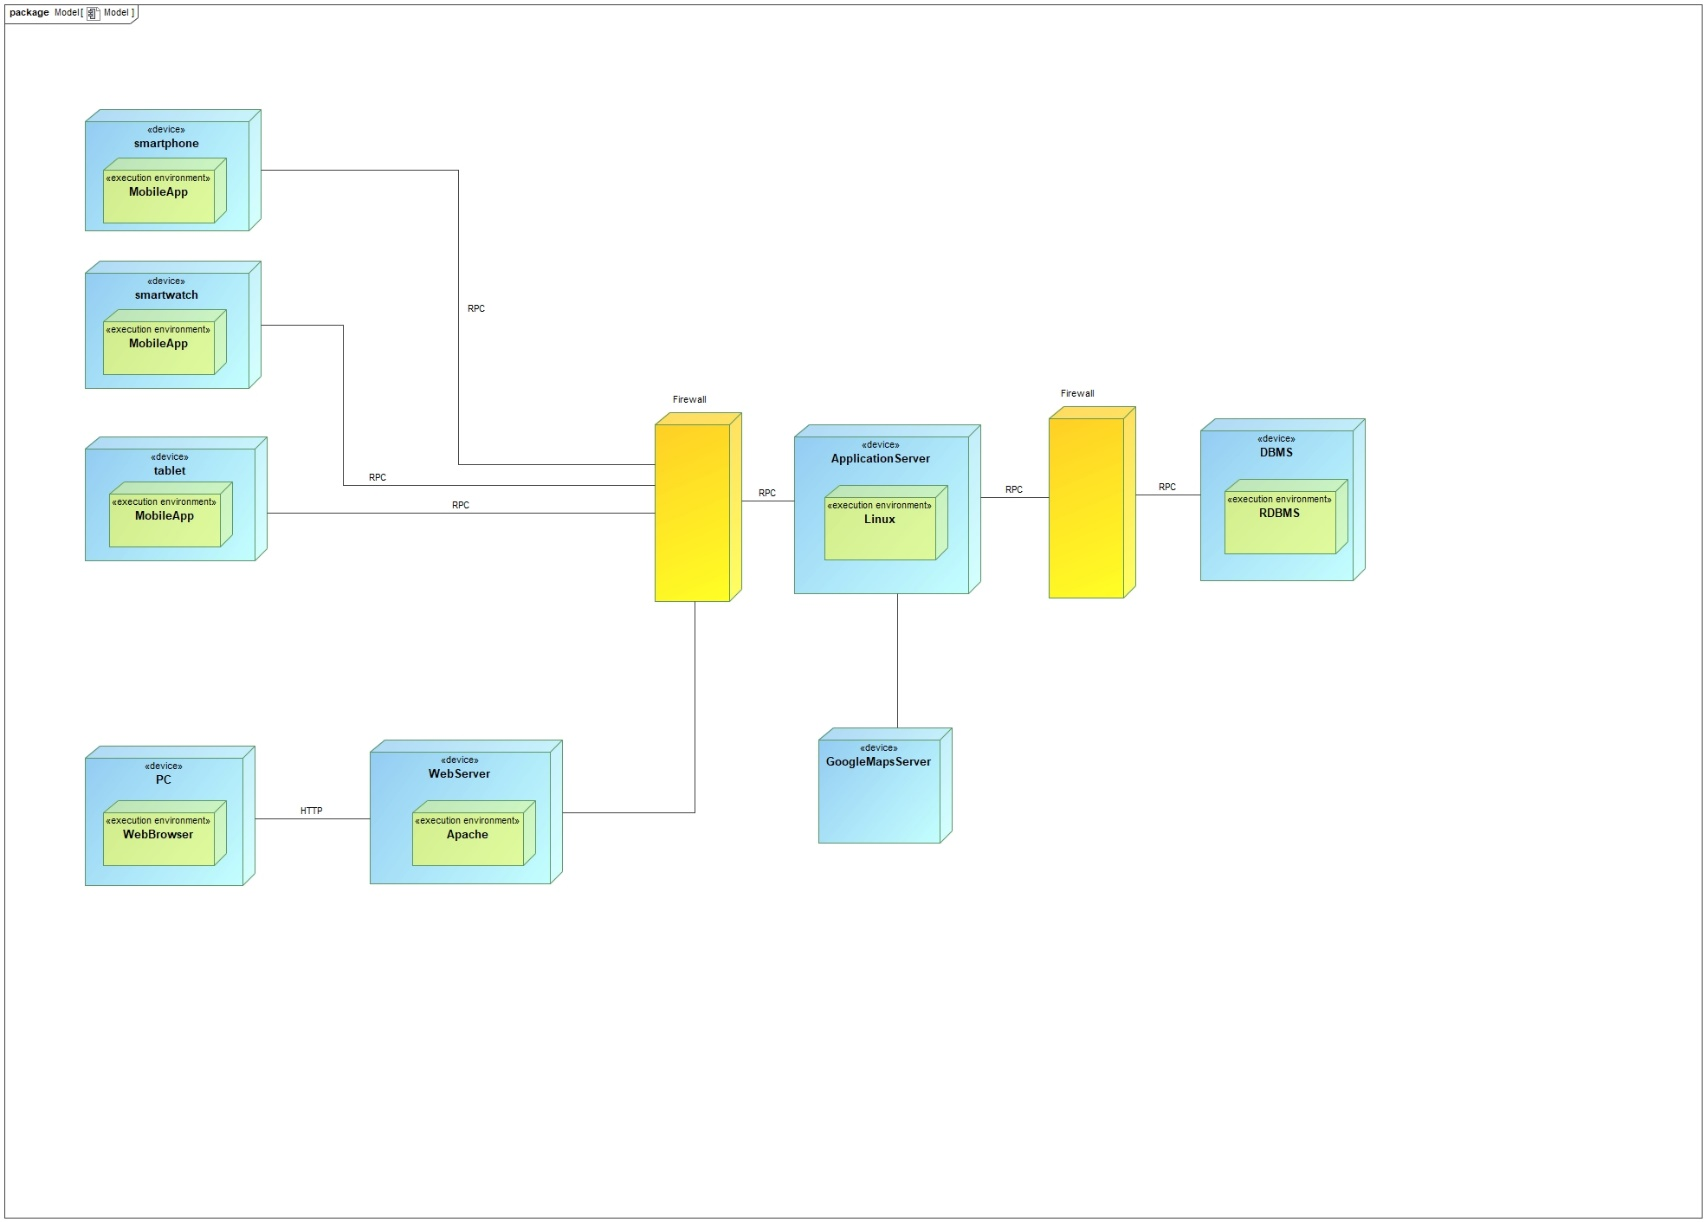 package Model[ Model ]
«device»
smartphone
«execution environment»
MobileApp
«device»
smartwatch
«execution environment»
MobileApp
RPC
«device»
tablet
«execution environment»
MobileApp
RPC
RPC
Firewall
RPC
«device»
ApplicationServer
«execution environment»
Linux
RPC
Firewall
RPC
«device»
DBMS
«execution environment»
RDBMS
«device»
PC
«execution environment»
WebBrowser
HTTP
«device»
WebServer
«execution environment»
Apache
«device»
GoogleMapsServer